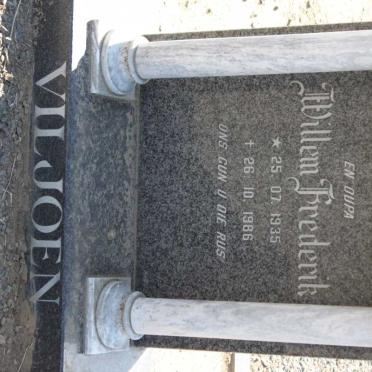 EN OUPA
Willem Frederik
★ 25 . 07 . 1935
✝ 26 . 10 . 1986
ONS GUN U DIE RUS
VILJOEN